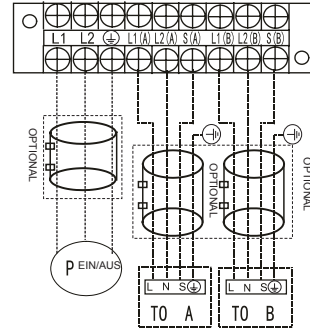 L1 L2 L1(A) L2(A) S(A) L1(B) L2(B) S(B)
OPTIONAL
OPTIONAL
OPTIONAL
P EIN/AUS
L N S
L N S
TO A
TO B